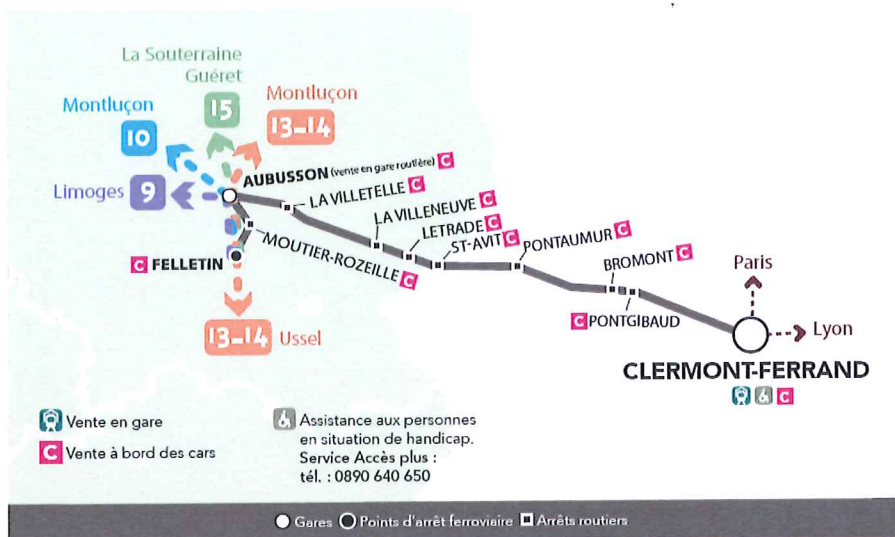 La Souterraine
Guéret
15
Montluçon
10
Montluçon
13-14
Limoges 9
AUBUSSON (vente en gare routière) C
LA VILLETELLE C
LA VILLENEUVE C
LETRADE C
ST-AVIT C
PONTAUMUR C
BROMONT C
C PONTGIBAUD
MOUTIER-ROZEILLE C
C FELLETIN
13-14 Ussel
Paris
Lyon
CLERMONT-FERRAND
C
Vente en gare
C Vente à bord des cars
Assistance aux personnes
en situation de handicap.
Service Accès plus :
tél. : 0890 640 650
Gares Points d'arrêt ferroviaire Arrêts routiers